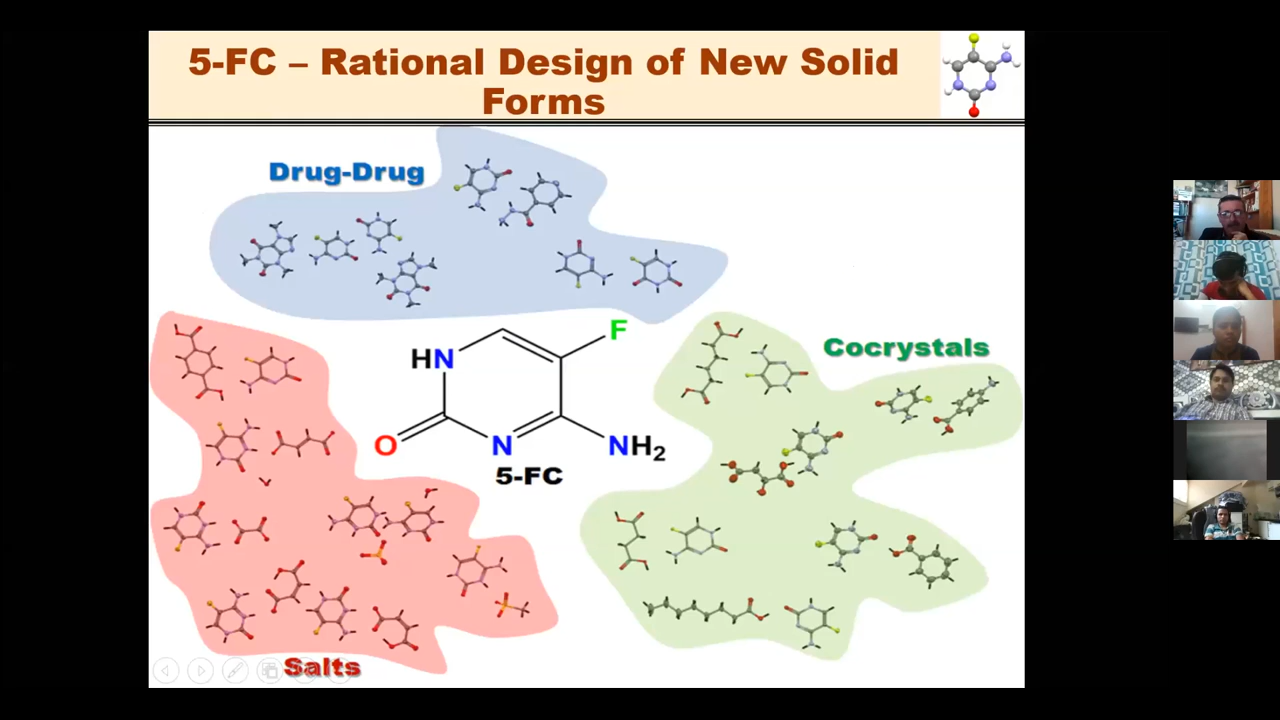 5-FC – Rational Design of New Solid
Forms
Drug-Drug
F
HN
Cocrystals
O
N
NH₂
5-FC
Salts